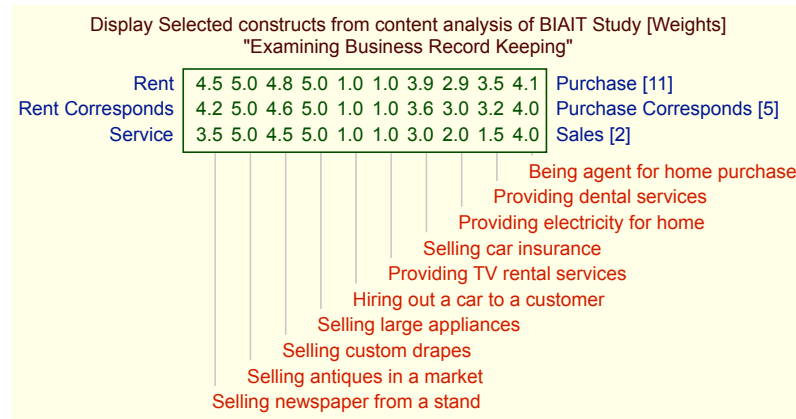 Display Selected constructs from content analysis of BIAIT Study [Weights]
"Examining Business Record Keeping"
Rent 4.5 5.0 4.8 5.0 1.0 1.0 3.9 2.9 3.5 4.1 Purchase [11]
Rent Corresponds 4.2 5.0 4.6 5.0 1.0 1.0 3.6 3.0 3.2 4.0 Purchase Corresponds [5]
Service 3.5 5.0 4.5 5.0 1.0 1.0 3.0 2.0 1.5 4.0 Sales [2]
Being agent for home purchase
Providing dental services
Providing electricity for home
Selling car insurance
Providing TV rental services
Hiring out a car to a customer
Selling large appliances
Selling custom drapes
Selling antiques in a market
Selling newspaper from a stand